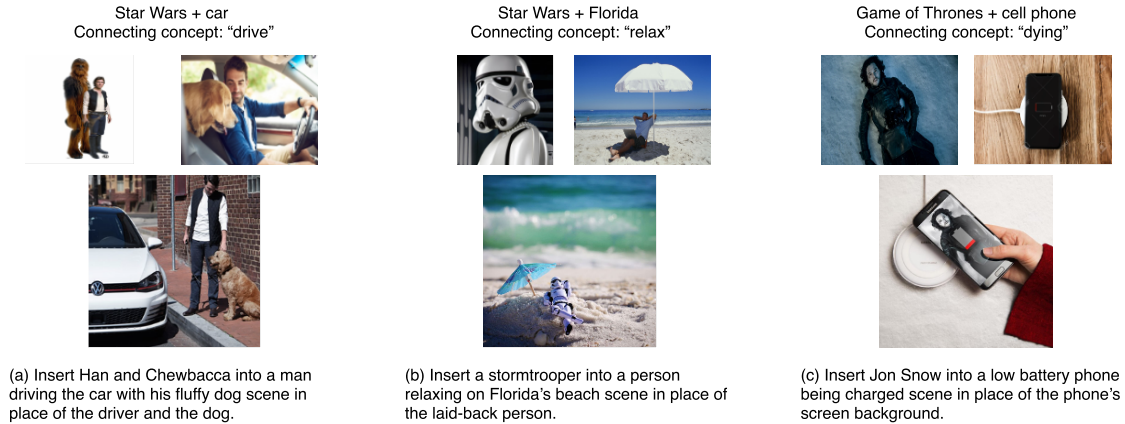 Star Wars + car
Connecting concept: “drive”
Star Wars + Florida
Connecting concept: “relax”
Game of Thrones + cell phone
Connecting concept: “dying”
(a) Insert Han and Chewbacca into a man
driving the car with his fluffy dog scene in
place of the driver and the dog.
(b) Insert a stormtrooper into a person
relaxing on Florida’s beach scene in place of
the laid-back person.
(c) Insert Jon Snow into a low battery phone
being charged scene in place of the phone’s
screen background.